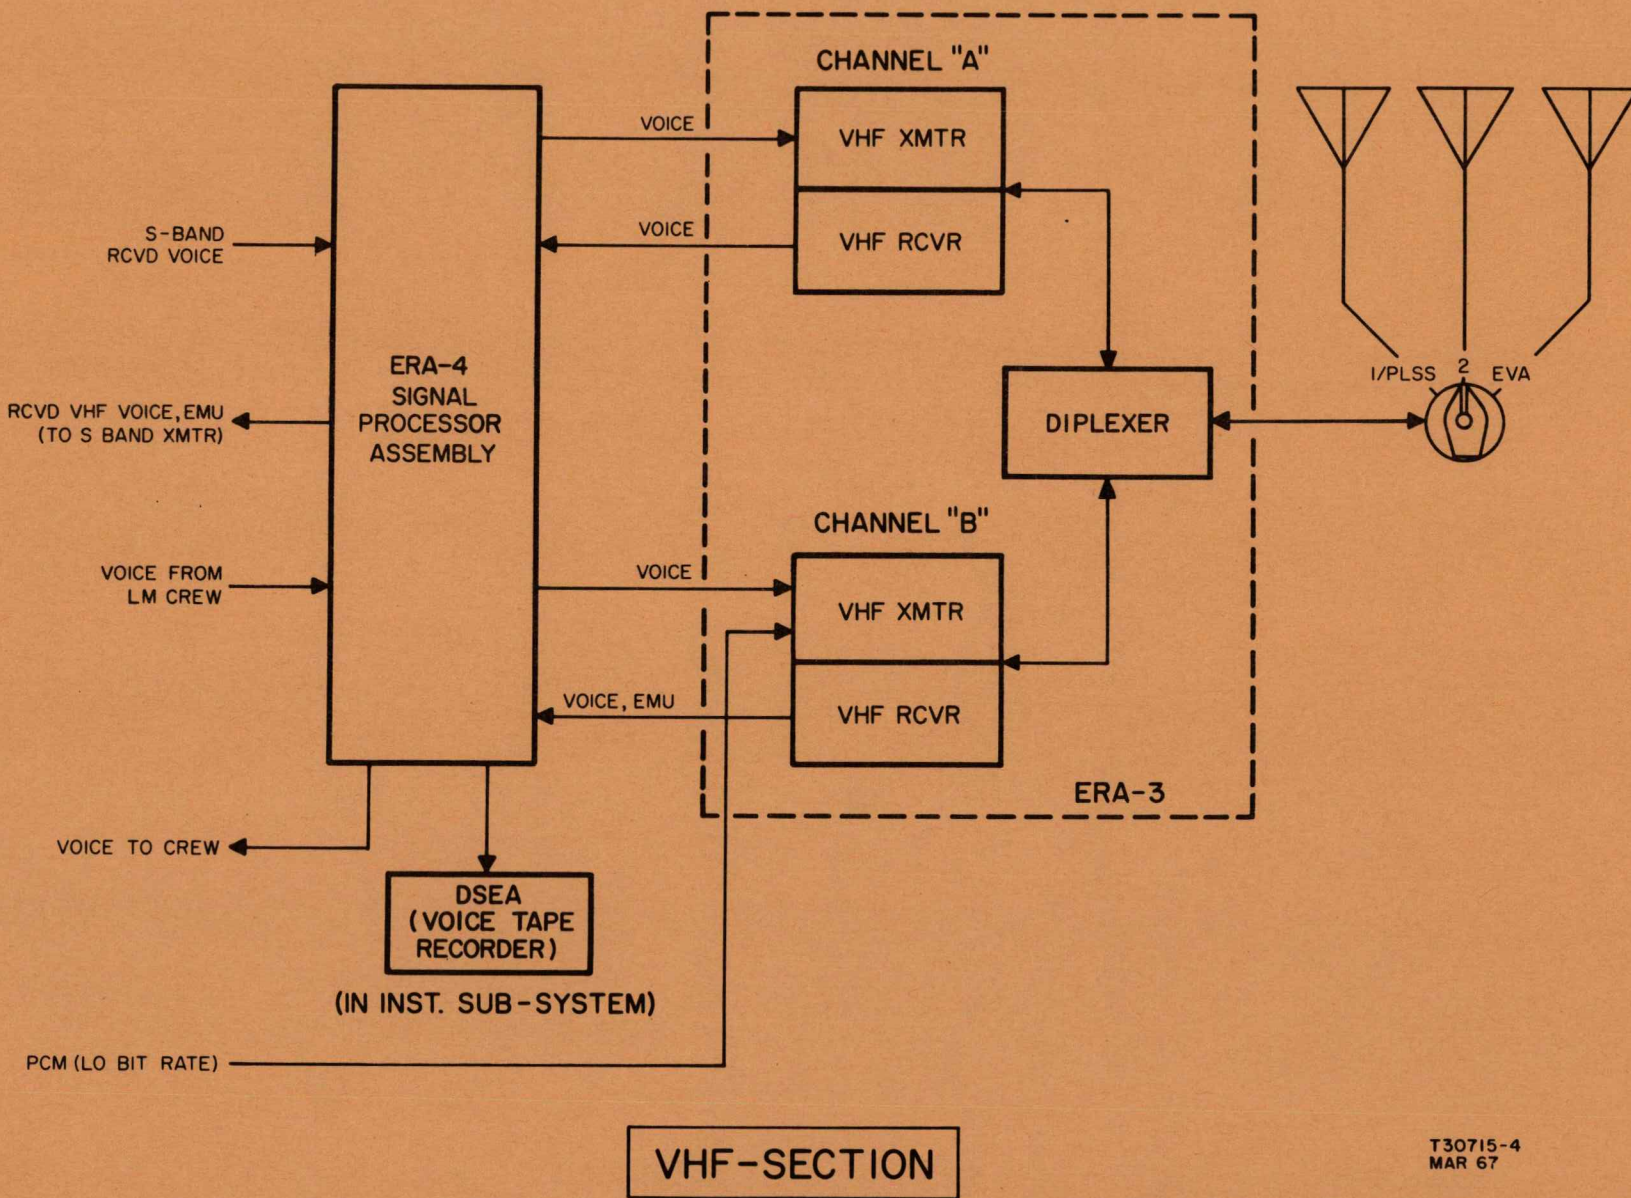 CHANNEL "A"
VOICE
VHF XMTR
VOICE
VHF RCVR
S-BAND
RCVD VOICE
ERA-4
SIGNAL
PROCESSOR
ASSEMBLY
RCVD VHF VOICE, EMU
(TO S BAND XMTR)
1/PLSS
2
EVA
DIPLEXER
CHANNEL "B"
VOICE FROM
LM CREW
VOICE
VHF XMTR
VOICE, EMU
VHF RCVR
ERA-3
VOICE TO CREW
DSEA
(VOICE TAPE
RECORDER)
(IN INST. SUB-SYSTEM)
PCM (LO BIT RATE)
VHF-SECTION
T30715-4
MAR 67